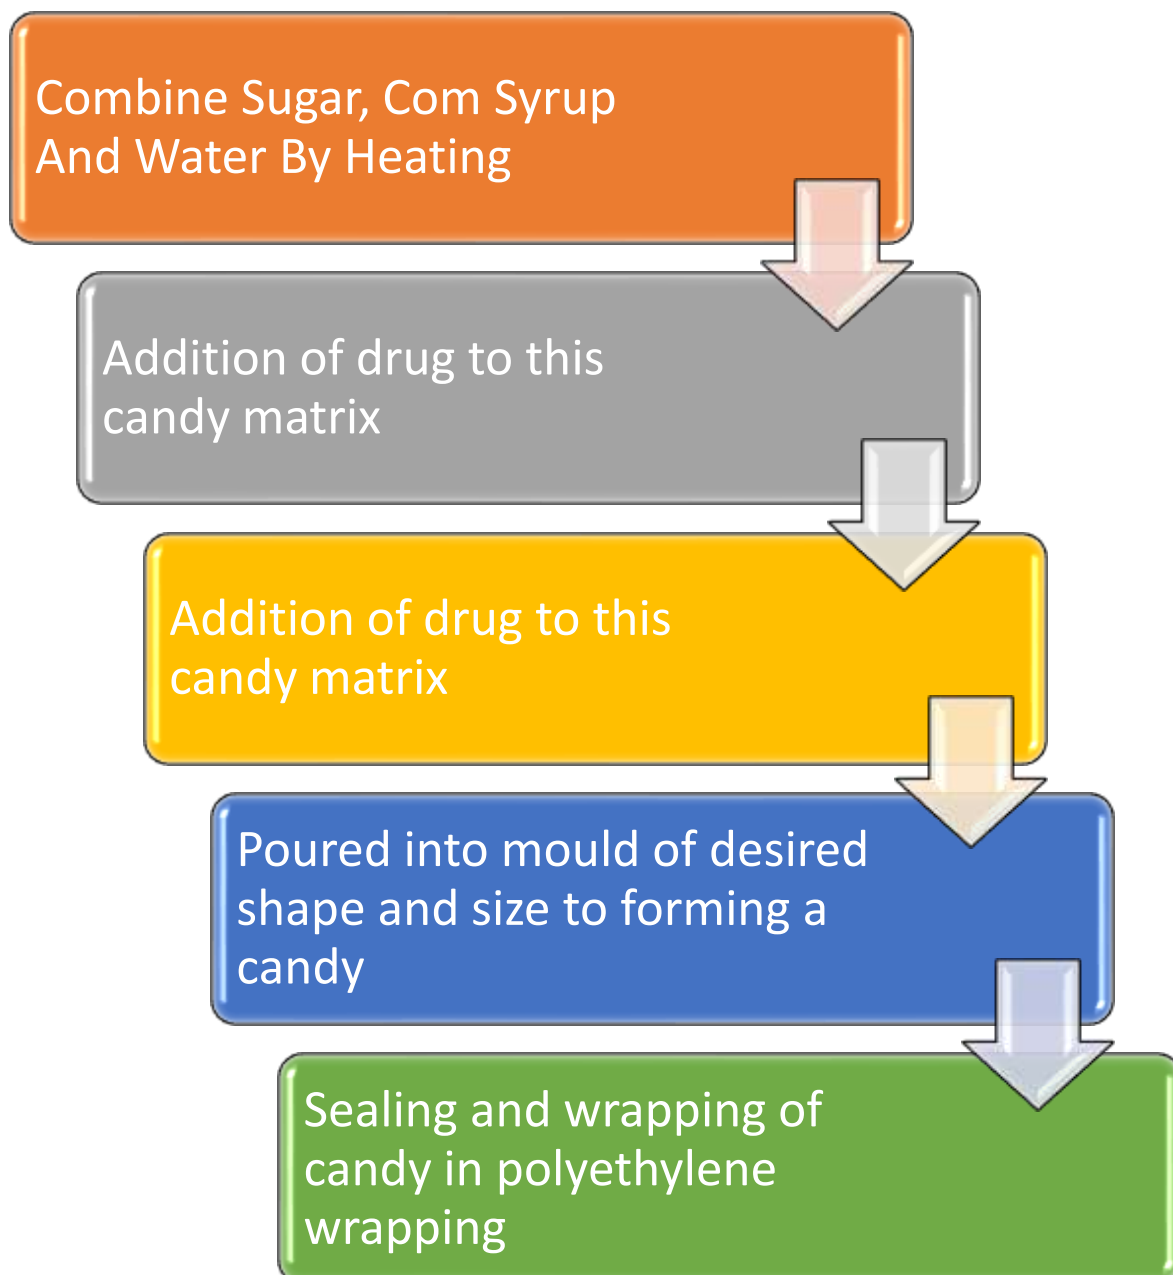 Combine Sugar, Com Syrup
And Water By Heating
Addition of drug to this
candy matrix
Addition of drug to this
candy matrix
Poured into mould of desired
shape and size to forming a
candy
Sealing and wrapping of
candy in polyethylene
wrapping